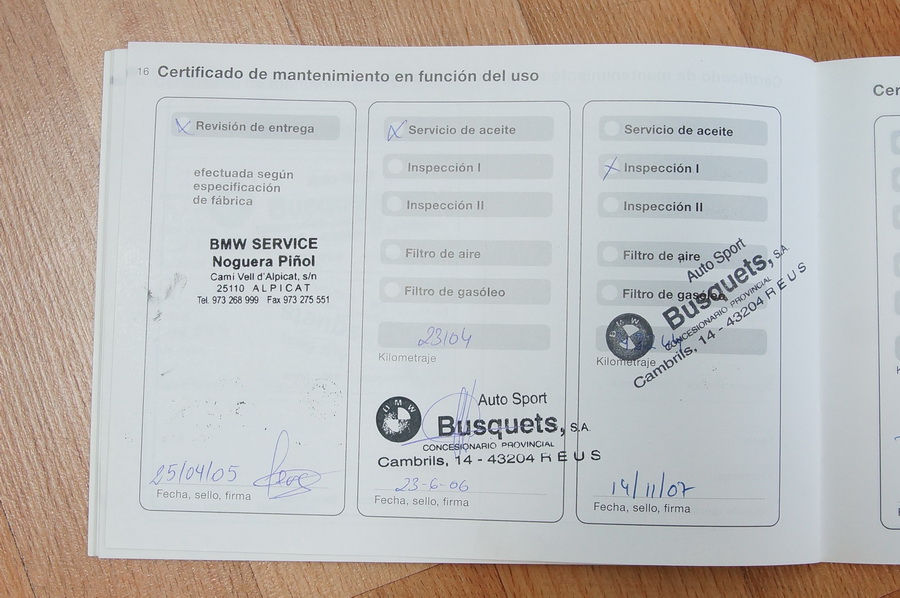 16 Certificado de mantenimiento en función del uso
Cer
X Revisión de entrega
efectuada según
especificación
de fábrica
BMW SERVICE
Noguera Piñol
Camí Vell d'Alpicat, s/n
25110 ALPICAT
Tel. 973 268 999 Fax 973 275 551
25/04/05
Fecha, sello, firma
X Servicio de aceite
Inspección I
Inspección II
Filtro de aire
Filtro de gasóleo
23104
Kilometraje
BMW
Auto Sport
Busquets, S.A.
CONCESIONARIO PROVINCIAL
Cambrils, 14 - 43204 REUS
23-6-06
Fecha, sello, firma
Servicio de aceite
X Inspección I
Inspección II
Filtro de aire
Filtro de gasóleo
Kilometraje
BMW
Auto Sport
Busquets, S.A.
CONCESIONARIO PROVINCIAL
Cambrils, 14 - 43204 REUS
14/11/07
Fecha, sello, firma